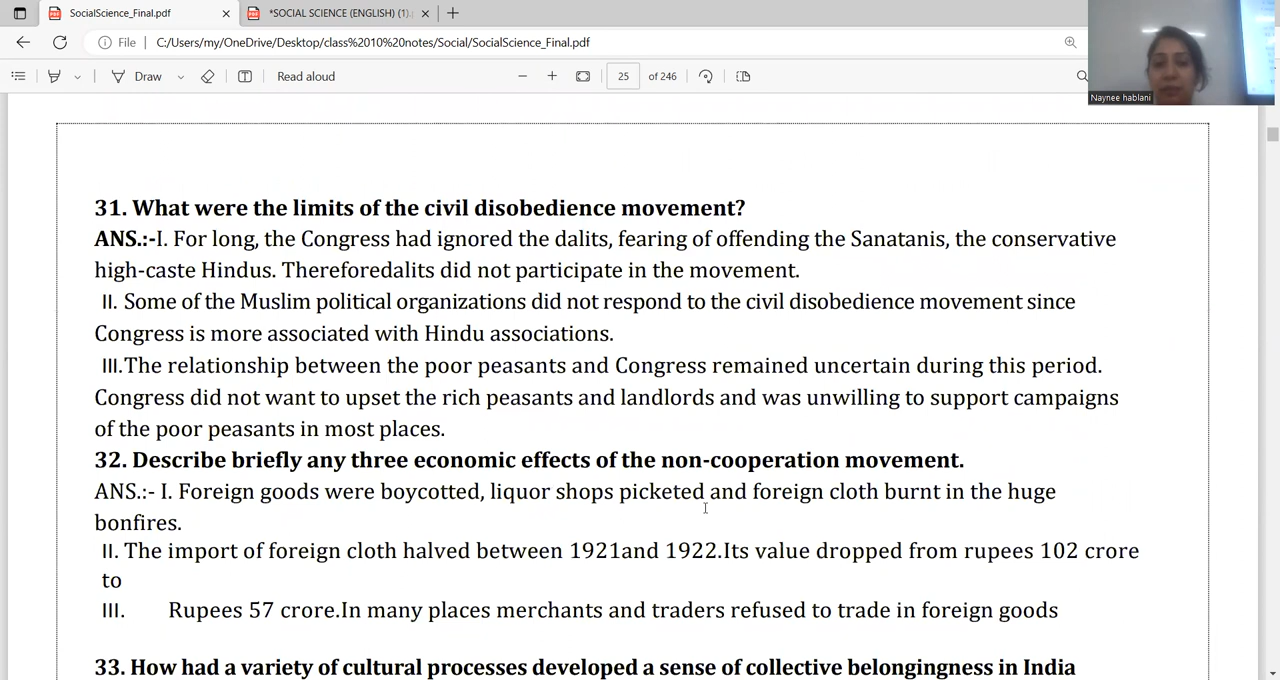 SocialScience_Final.pdf
*SOCIAL SCIENCE (ENGLISH) (1).
File C:/Users/my/OneDrive/Desktop/class%2010%20notes/Social/SocialScience_Final.pdf
Draw Read aloud 25 of 246
Naynee hablani
31. What were the limits of the civil disobedience movement?
ANS.:-I. For long, the Congress had ignored the dalits, fearing of offending the Sanatanis, the conservative
high-caste Hindus. Thereforedalits did not participate in the movement.
II. Some of the Muslim political organizations did not respond to the civil disobedience movement since
Congress is more associated with Hindu associations.
III.The relationship between the poor peasants and Congress remained uncertain during this period.
Congress did not want to upset the rich peasants and landlords and was unwilling to support campaigns
of the poor peasants in most places.
32. Describe briefly any three economic effects of the non-cooperation movement.
ANS.:- I. Foreign goods were boycotted, liquor shops picketed and foreign cloth burnt in the huge
bonfires.
II. The import of foreign cloth halved between 1921and 1922.Its value dropped from rupees 102 crore
to
III. Rupees 57 crore.In many places merchants and traders refused to trade in foreign goods
33. How had a variety of cultural processes developed a sense of collective belongingness in India